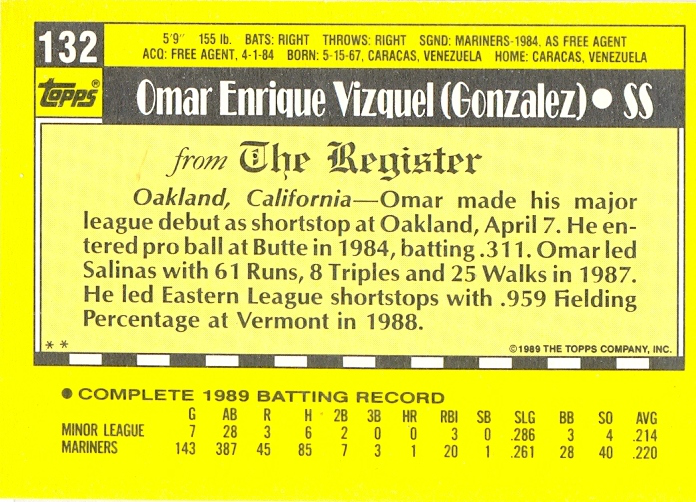 132
5'9" 155 lb. BATS: RIGHT THROWS: RIGHT SGND: MARINERS-1984, AS FREE AGENT
ACQ: FREE AGENT, 4-1-84 BORN: 5-15-67, CARACAS, VENEZUELA HOME: CARACAS, VENEZUELA
TOPPS®
Omar Enrique Vizquel (Gonzalez) • SS
from The Register
Oakland, California—Omar made his major
league debut as shortstop at Oakland, April 7. He en-
tered pro ball at Butte in 1984, batting .311. Omar led
Salinas with 61 Runs, 8 Triples and 25 Walks in 1987.
He led Eastern League shortstops with .959 Fielding
Percentage at Vermont in 1988.
** ©1989 THE TOPPS COMPANY, INC.
COMPLETE 1989 BATTING RECORD
G AB R H 2B 3B HR RBI SB SLG BB SO AVG
MINOR LEAGUE 7 28 3 6 2 0 0 3 0 .286 3 4 .214
MARINERS 143 387 45 85 7 3 1 20 1 .261 28 40 .220